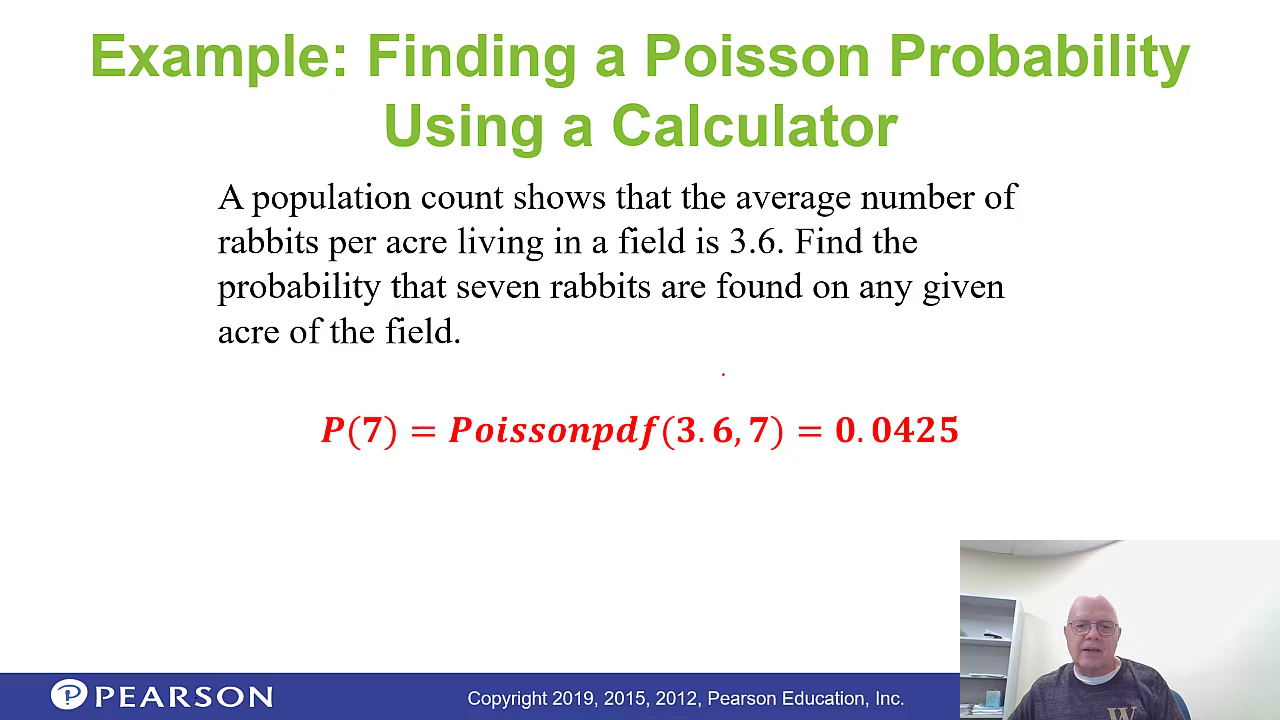 Example: Finding a Poisson Probability
Using a Calculator
A population count shows that the average number of
rabbits per acre living in a field is 3.6. Find the
probability that seven rabbits are found on any given
acre of the field.
P(7) = Poissonpdf(3.6, 7) = 0.0425
W
P PEARSON
Copyright 2019, 2015, 2012, Pearson Education, Inc.